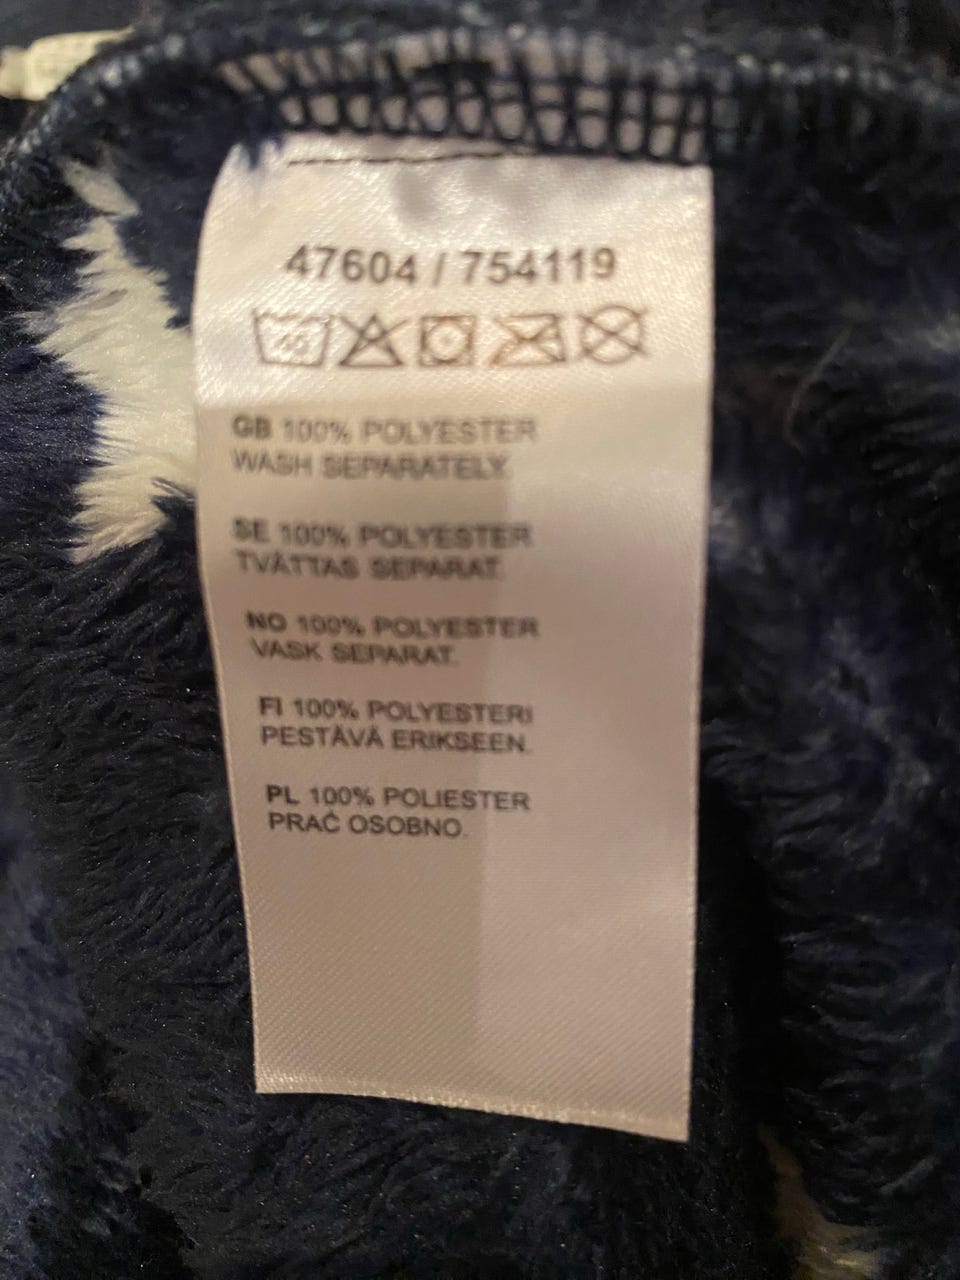 47604 / 754119
40
GB 100% POLYESTER
WASH SEPARATELY.
SE 100% POLYESTER
TVÄTTAS SEPARAT.
NO 100% POLYESTER
VASK SEPARAT.
FI 100% POLYESTERI
PESTÄVÄ ERIKSEEN.
PL 100% POLIESTER
PRAĆ OSOBNO.